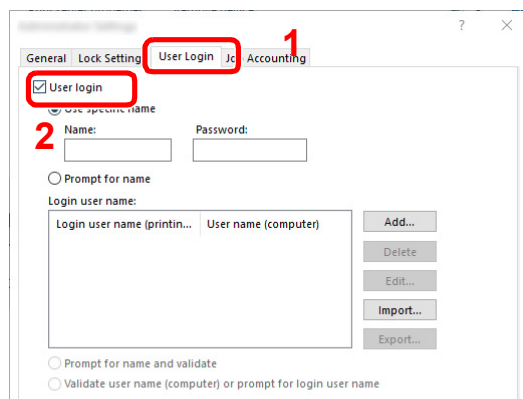 ?
1
General Lock Setting User Login Jo Accounting
User login
Use specific name
2
Name: Password:
Prompt for name
Login user name:
Login user name (printin... User name (computer)
Add...
Delete
Edit...
Import...
Export...
Prompt for name and validate
Validate user name (computer) or prompt for login user name